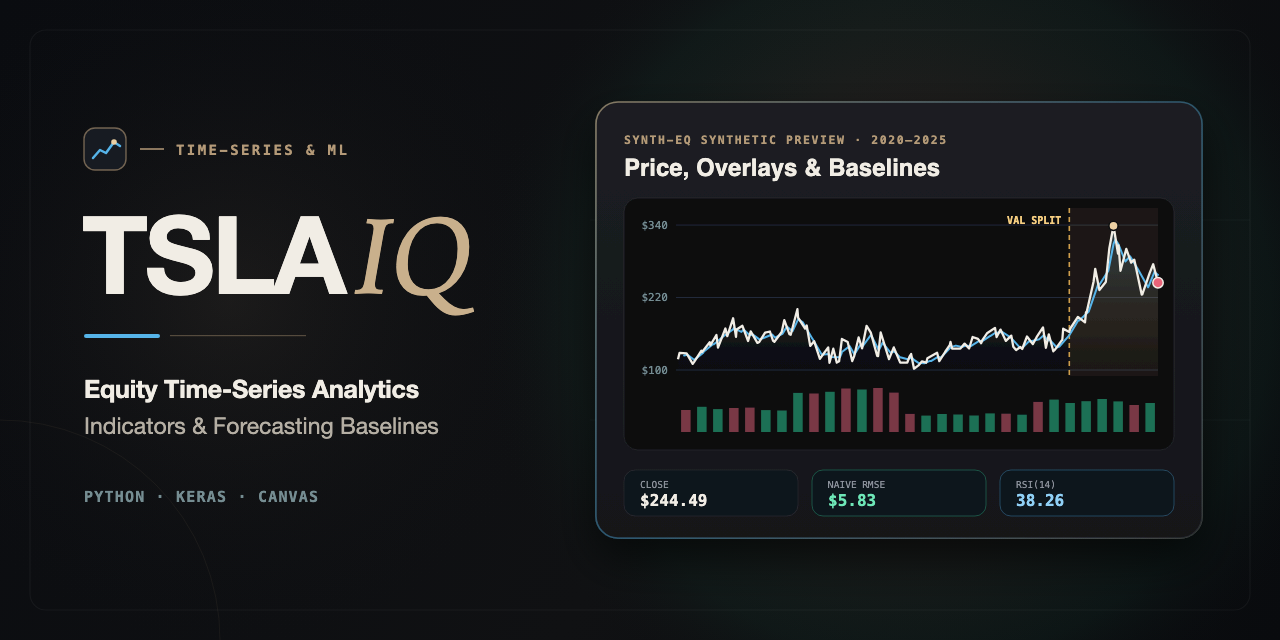 TIME-SERIES & ML
TSLA IQ
Equity Time-Series Analytics
Indicators & Forecasting Baselines
PYTHON · KERAS · CANVAS
SYNTH-EQ SYNTHETIC PREVIEW · 2020–2025
Price, Overlays & Baselines
VAL SPLIT
$340
$220
$100
CLOSE
$244.49
NAIVE RMSE
$5.83
RSI(14)
38.26